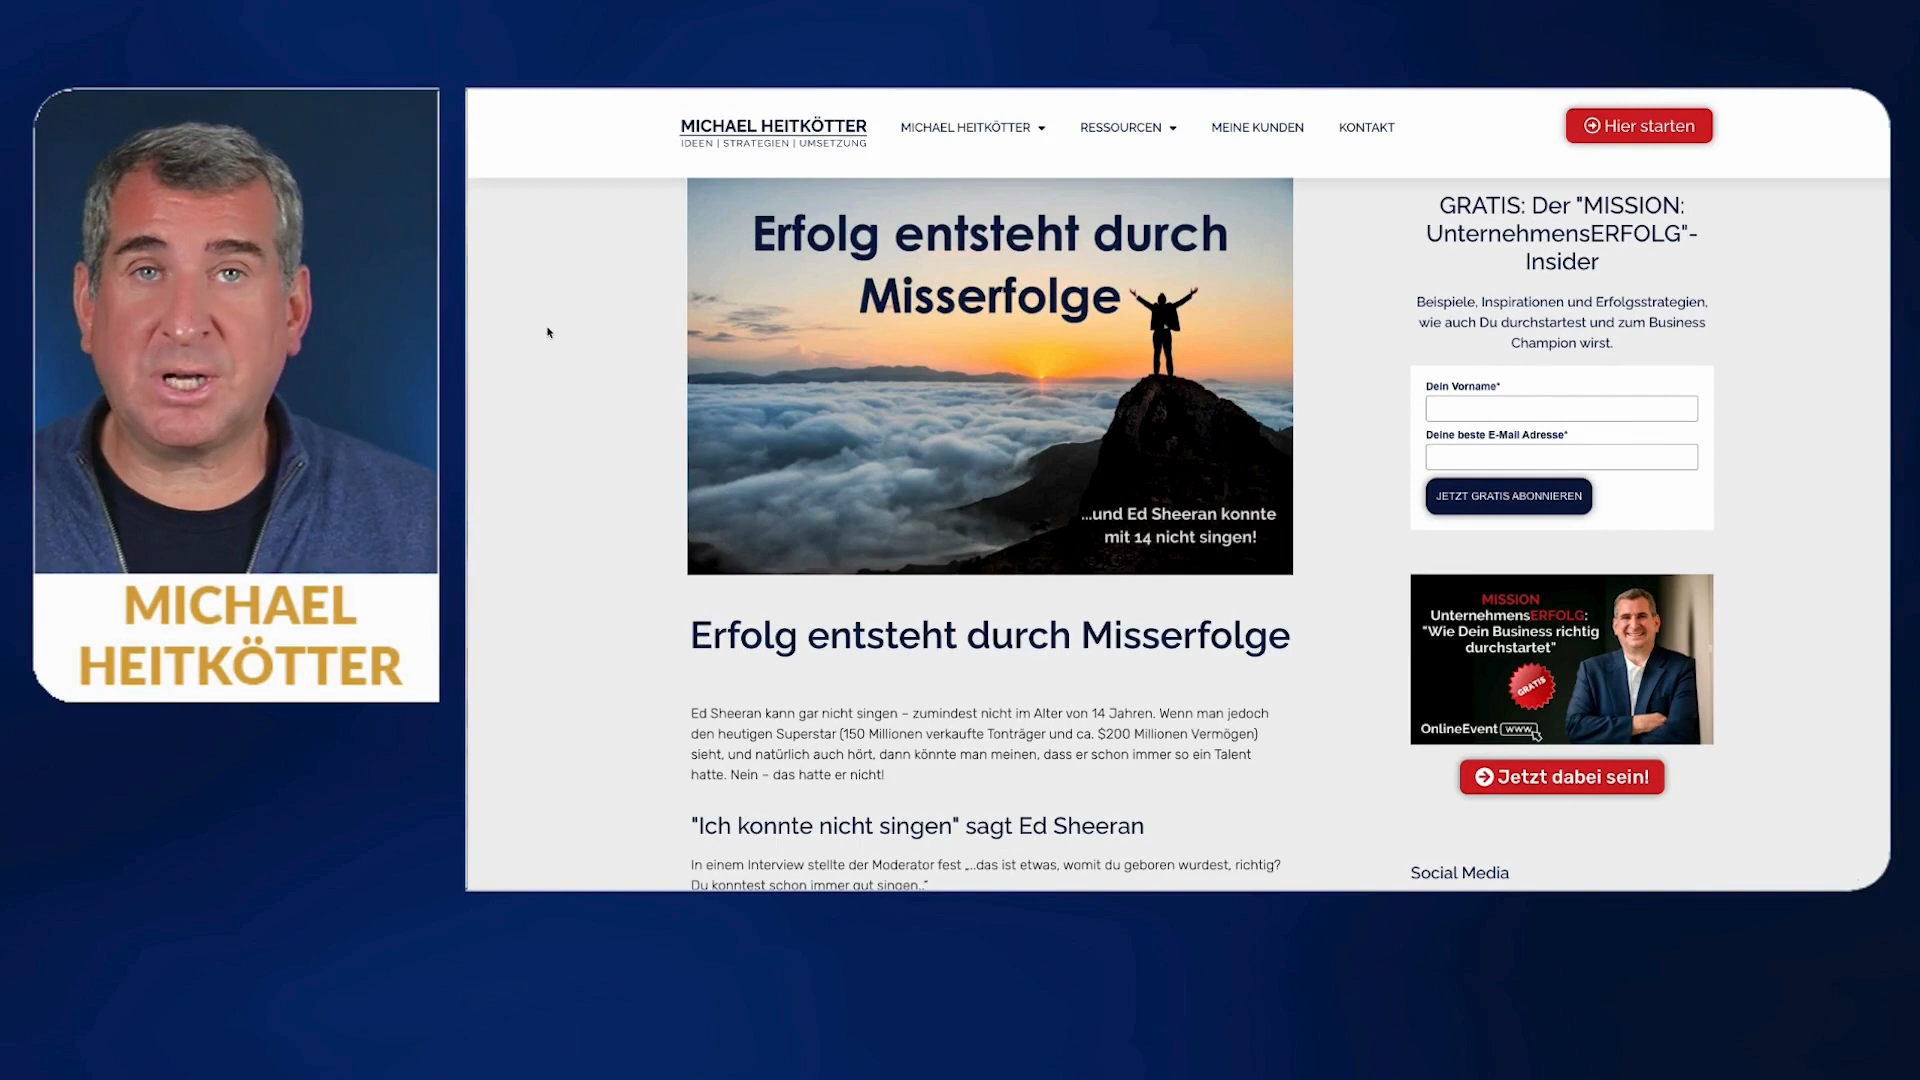 MICHAEL
HEITKÖTTER
MICHAEL HEITKÖTTER
IDEEN | STRATEGIEN | UMSETZUNG
MICHAEL HEITKÖTTER
RESSOURCEN
MEINE KUNDEN
KONTAKT
Hier starten
Erfolg entsteht durch
Misserfolge
...und Ed Sheeran konnte
mit 14 nicht singen!
Erfolg entsteht durch Misserfolge
Ed Sheeran kann gar nicht singen – zumindest nicht im Alter von 14 Jahren. Wenn man jedoch
den heutigen Superstar (150 Millionen verkaufte Tonträger und ca. $200 Millionen Vermögen)
sieht, und natürlich auch hört, dann könnte man meinen, dass er schon immer so ein Talent
hatte. Nein – das hatte er nicht!
"Ich konnte nicht singen" sagt Ed Sheeran
In einem Interview stellte der Moderator fest „...das ist etwas, womit du geboren wurdest, richtig?
Du konntest schon immer gut singen..“
GRATIS: Der "MISSION:
UnternehmensERFOLG"-
Insider
Beispiele, Inspirationen und Erfolgsstrategien,
wie auch Du durchstartest und zum Business
Champion wirst.
Dein Vorname*
Deine beste E-Mail Adresse*
JETZT GRATIS ABONNIEREN
MISSION
UnternehmensERFOLG:
"Wie Dein Business richtig
durchstartet"
GRATIS
OnlineEvent www.
Jetzt dabei sein!
Social Media